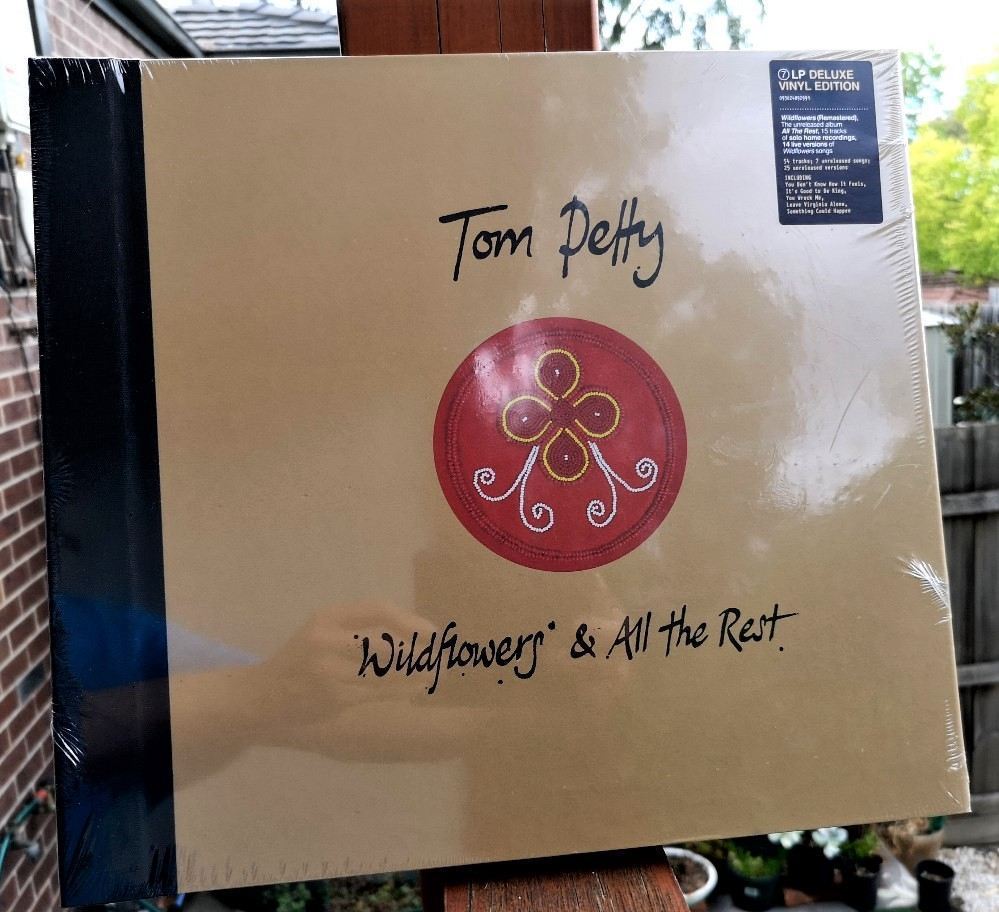 ⑦ LP DELUXE
VINYL EDITION
Wildflowers (Remastered),
The unreleased album
All The Rest, 15 tracks
of solo home recordings,
14 live versions of
Wildflowers songs
54 tracks; 7 unreleased songs;
25 unreleased versions
INCLUDING
You Don't Know How It Feels,
It's Good to Be King,
You Wreck Me,
Leave Virginia Alone,
Something Could Happen
Tom Petty
"Wildflowers" & All the Rest